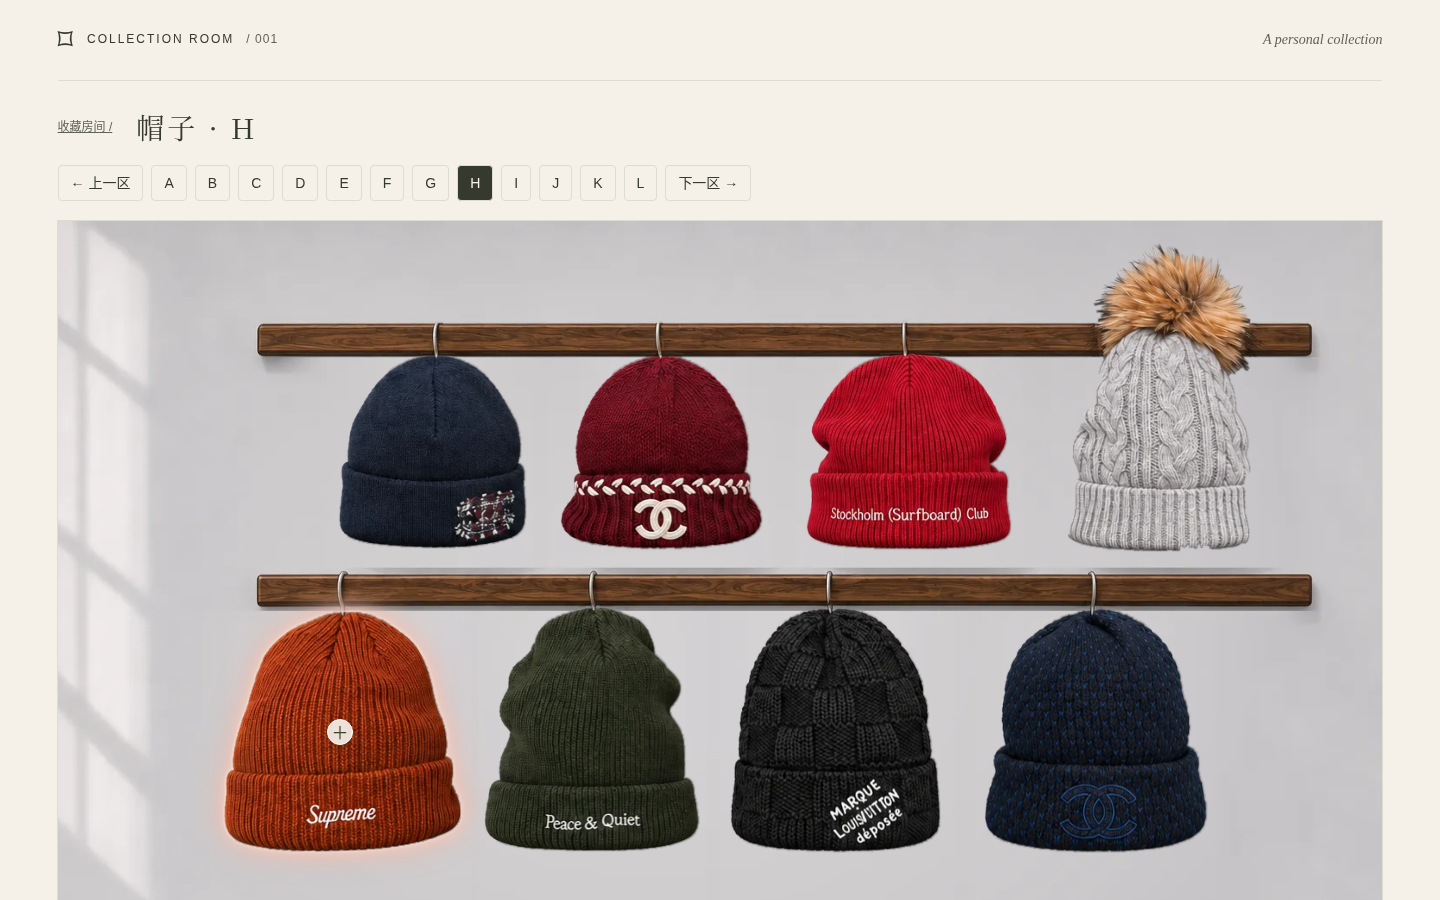 COLLECTION ROOM / 001
A personal collection
收藏房间 /
帽子 · H
← 上一区 A B C D E F G H I J K L 下一区 →
Stockholm (Surfboard) Club
Supreme
Peace & Quiet
MARQUE
LOUIS VUITTON
déposée